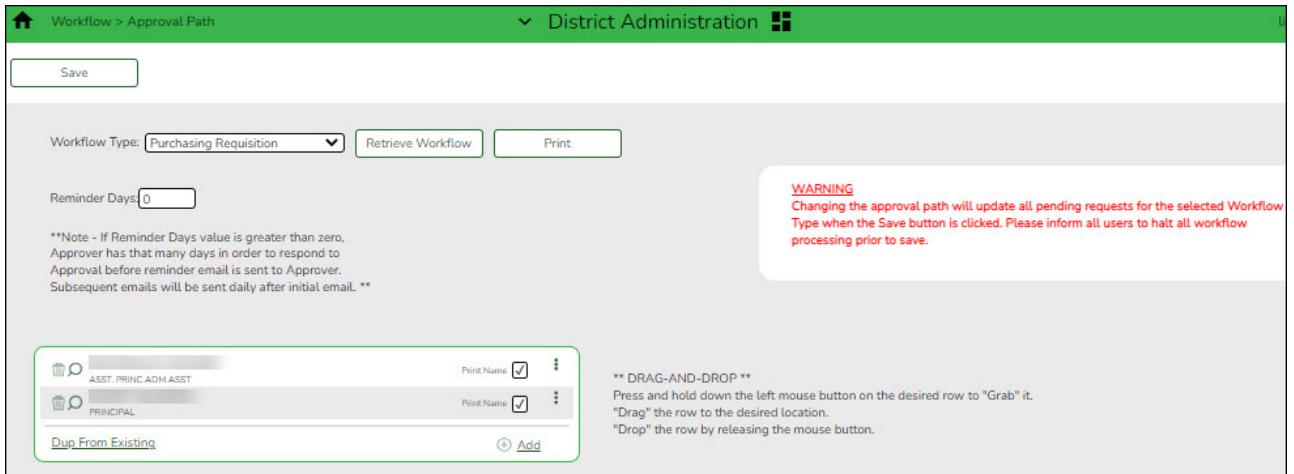 Workflow > Approval Path
District Administration
Save
Workflow Type: Purchasing Requisition Retrieve Workflow Print
Reminder Days: 0
WARNING
Changing the approval path will update all pending requests for the selected Workflow
Type when the Save button is clicked. Please inform all users to halt all workflow
processing prior to save.
**Note - If Reminder Days value is greater than zero,
Approver has that many days in order to respond to
Approval before reminder email is sent to Approver.
Subsequent emails will be sent daily after initial email. **
ASST. PRINC.ADM.ASST Print Name
PRINCIPAL Print Name
Dup From Existing Add
** DRAG-AND-DROP **
Press and hold down the left mouse button on the desired row to "Grab" it.
"Drag" the row to the desired location.
"Drop" the row by releasing the mouse button.